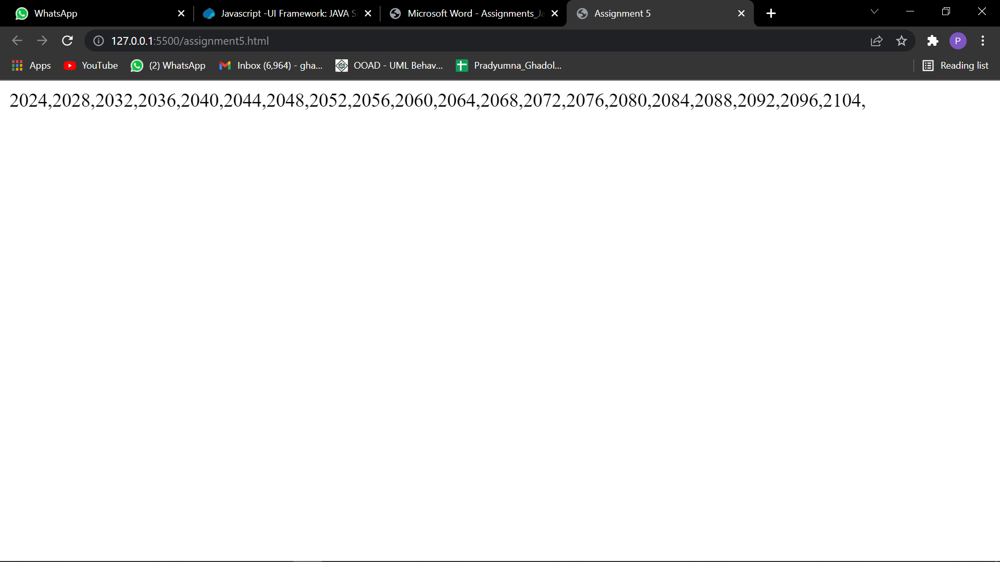 WhatsApp
Javascript -UI Framework: JAVA S
Microsoft Word - Assignments_Ja
Assignment 5
127.0.0.1:5500/assignment5.html
P
Apps
YouTube
(2) WhatsApp
Inbox (6,964) - gha...
OOAD - UML Behav...
Pradyumna_Ghadol...
Reading list
2024,2028,2032,2036,2040,2044,2048,2052,2056,2060,2064,2068,2072,2076,2080,2084,2088,2092,2096,2104,